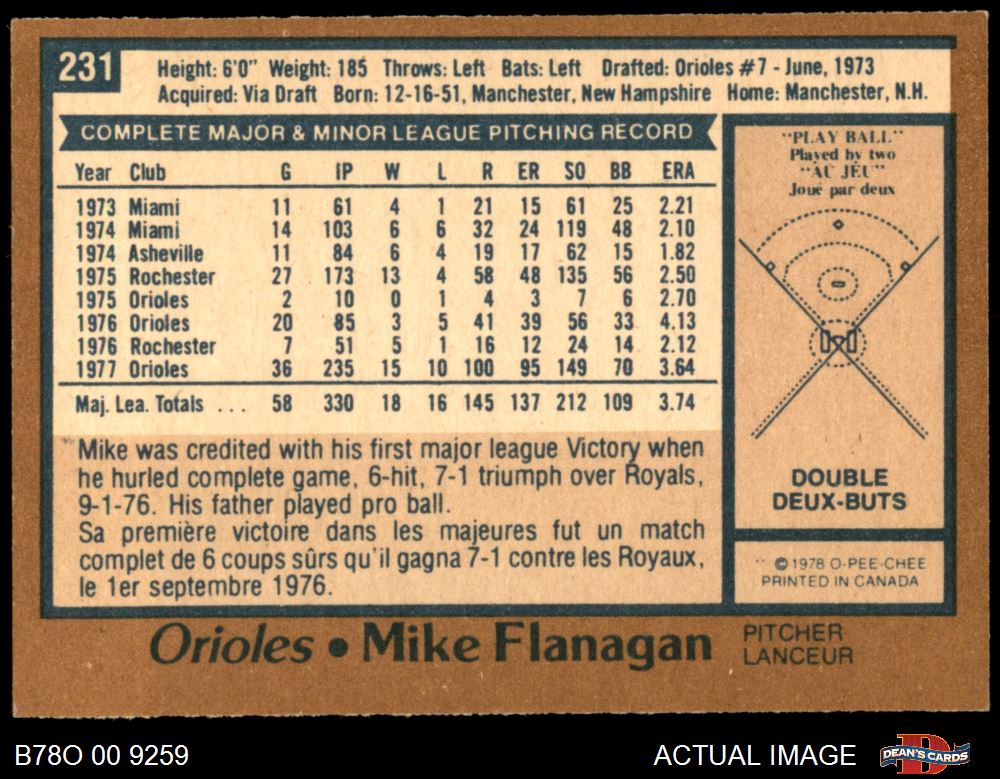 231
Height: 6'0" Weight: 185 Throws: Left Bats: Left Drafted: Orioles #7 - June, 1973
Acquired: Via Draft Born: 12-16-51, Manchester, New Hampshire Home: Manchester, N.H.
COMPLETE MAJOR & MINOR LEAGUE PITCHING RECORD
Year Club G IP W L R ER SO BB ERA
1973 Miami 11 61 4 1 21 15 61 25 2.21
1974 Miami 14 103 6 6 32 24 119 48 2.10
1974 Asheville 11 84 6 4 19 17 62 15 1.82
1975 Rochester 27 173 13 4 58 48 135 56 2.50
1975 Orioles 2 10 0 1 4 3 7 6 2.70
1976 Orioles 20 85 3 5 41 39 56 33 4.13
1976 Rochester 7 51 5 1 16 12 24 14 2.12
1977 Orioles 36 235 15 10 100 95 149 70 3.64
Maj. Lea. Totals ... 58 330 18 16 145 137 212 109 3.74
Mike was credited with his first major league Victory when
he hurled complete game, 6-hit, 7-1 triumph over Royals,
9-1-76. His father played pro ball.
Sa première victoire dans les majeures fut un match
complet de 6 coups sûrs qu'il gagna 7-1 contre les Royaux,
le 1er septembre 1976.
"PLAY BALL"
Played by two
"AU JEU"
Joué par deux
DOUBLE
DEUX-BUTS
© 1978 O-PEE-CHEE
PRINTED IN CANADA
Orioles • Mike Flanagan
PITCHER
LANCEUR
B78O 00 9259
ACTUAL IMAGE
DEAN'S CARDS